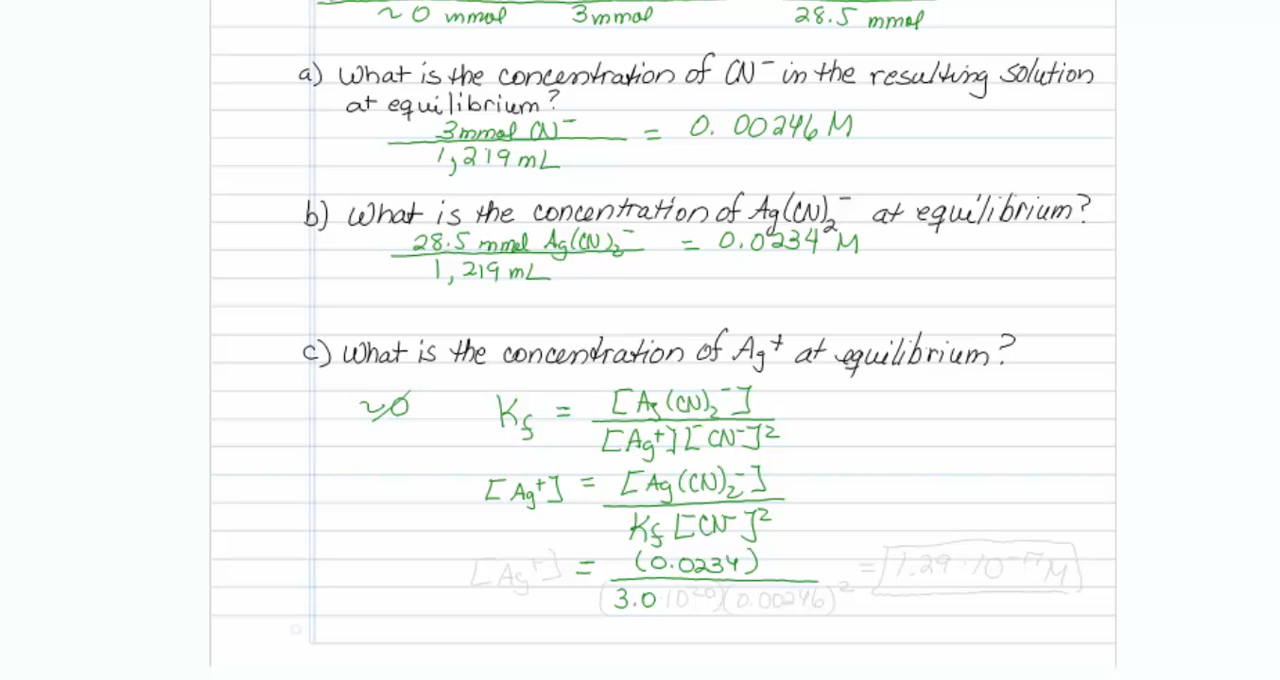 ~0 mmol 3mmol 28.5 mmol
a) What is the concentration of CN⁻ in the resulting solution
at equilibrium?
3mmol CN⁻ / 1,219 mL = 0.00246 M
b) What is the concentration of Ag(CN)₂⁻ at equilibrium?
28.5 mmol Ag(CN)₂⁻ / 1,219 mL = 0.0234 M
c) What is the concentration of Ag⁺ at equilibrium?
~0 Kf = [Ag(CN)₂⁻] / [Ag⁺][CN⁻]²
[Ag⁺] = [Ag(CN)₂⁻] / Kf [CN⁻]²
[Ag⁺] = (0.0234) / (3.0·10²⁰)(0.00246)² = 1.29·10⁻¹⁷ M